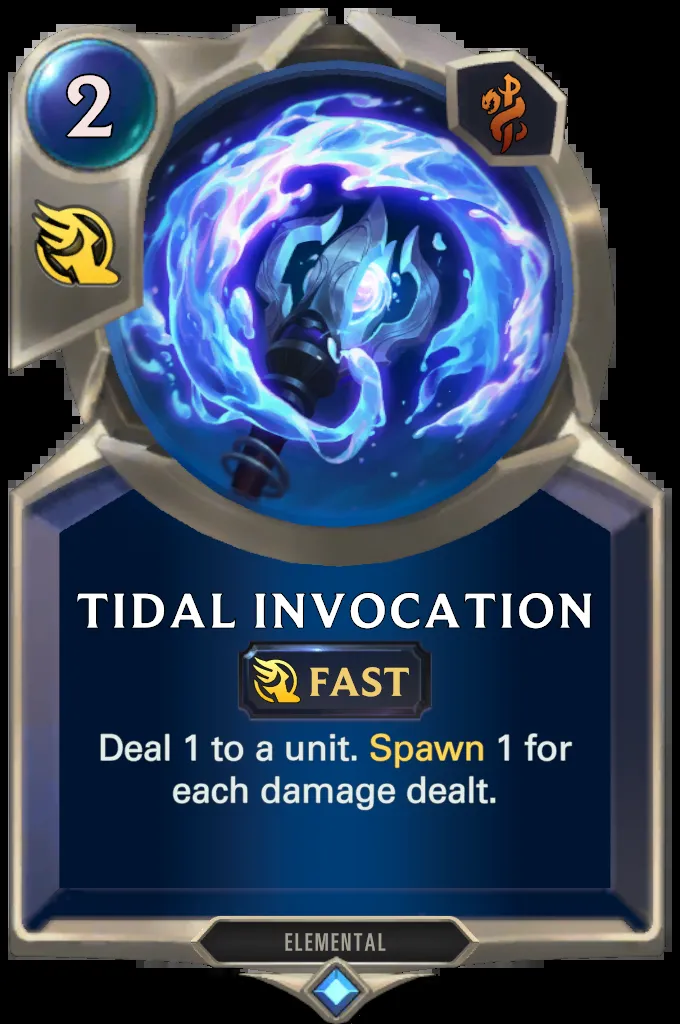 2
TIDAL INVOCATION
FAST
Deal 1 to a unit. Spawn 1 for
each damage dealt.
ELEMENTAL